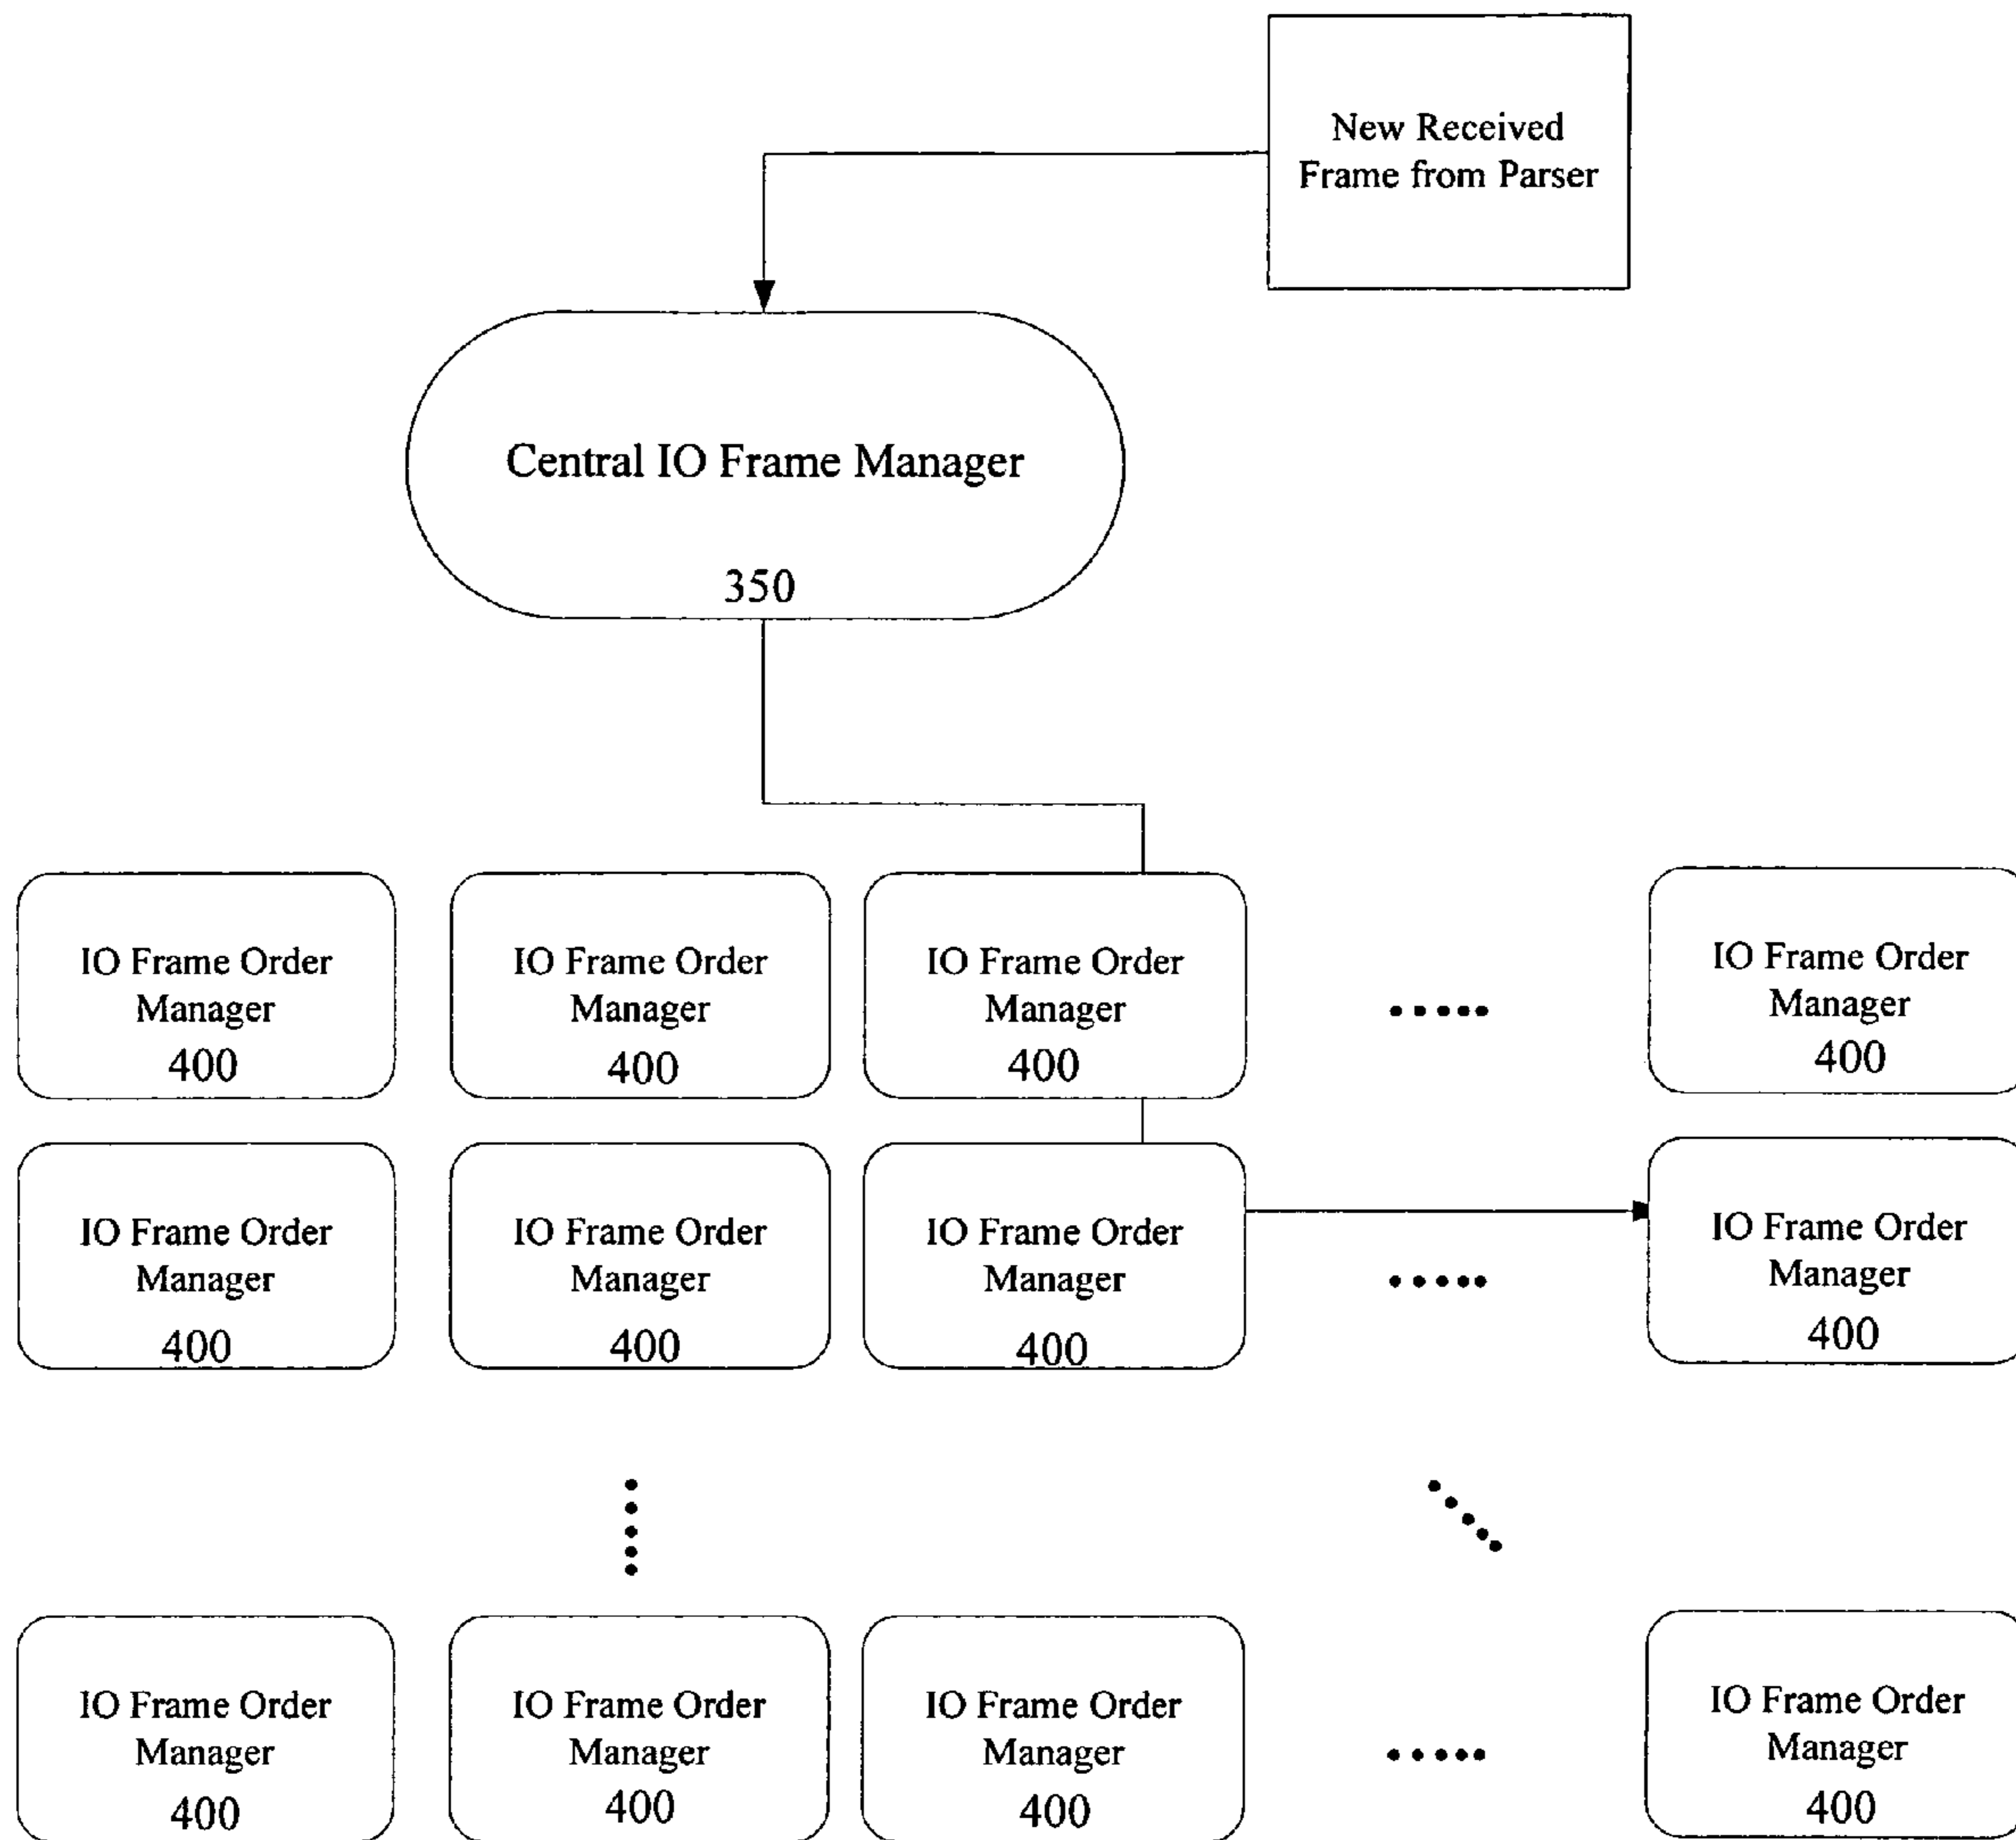 New Received
Frame from Parser
Central IO Frame Manager
350
IO Frame Order
Manager
400
IO Frame Order
Manager
400
IO Frame Order
Manager
400
IO Frame Order
Manager
400
IO Frame Order
Manager
400
IO Frame Order
Manager
400
IO Frame Order
Manager
400
IO Frame Order
Manager
400
IO Frame Order
Manager
400
IO Frame Order
Manager
400
IO Frame Order
Manager
400
IO Frame Order
Manager
400